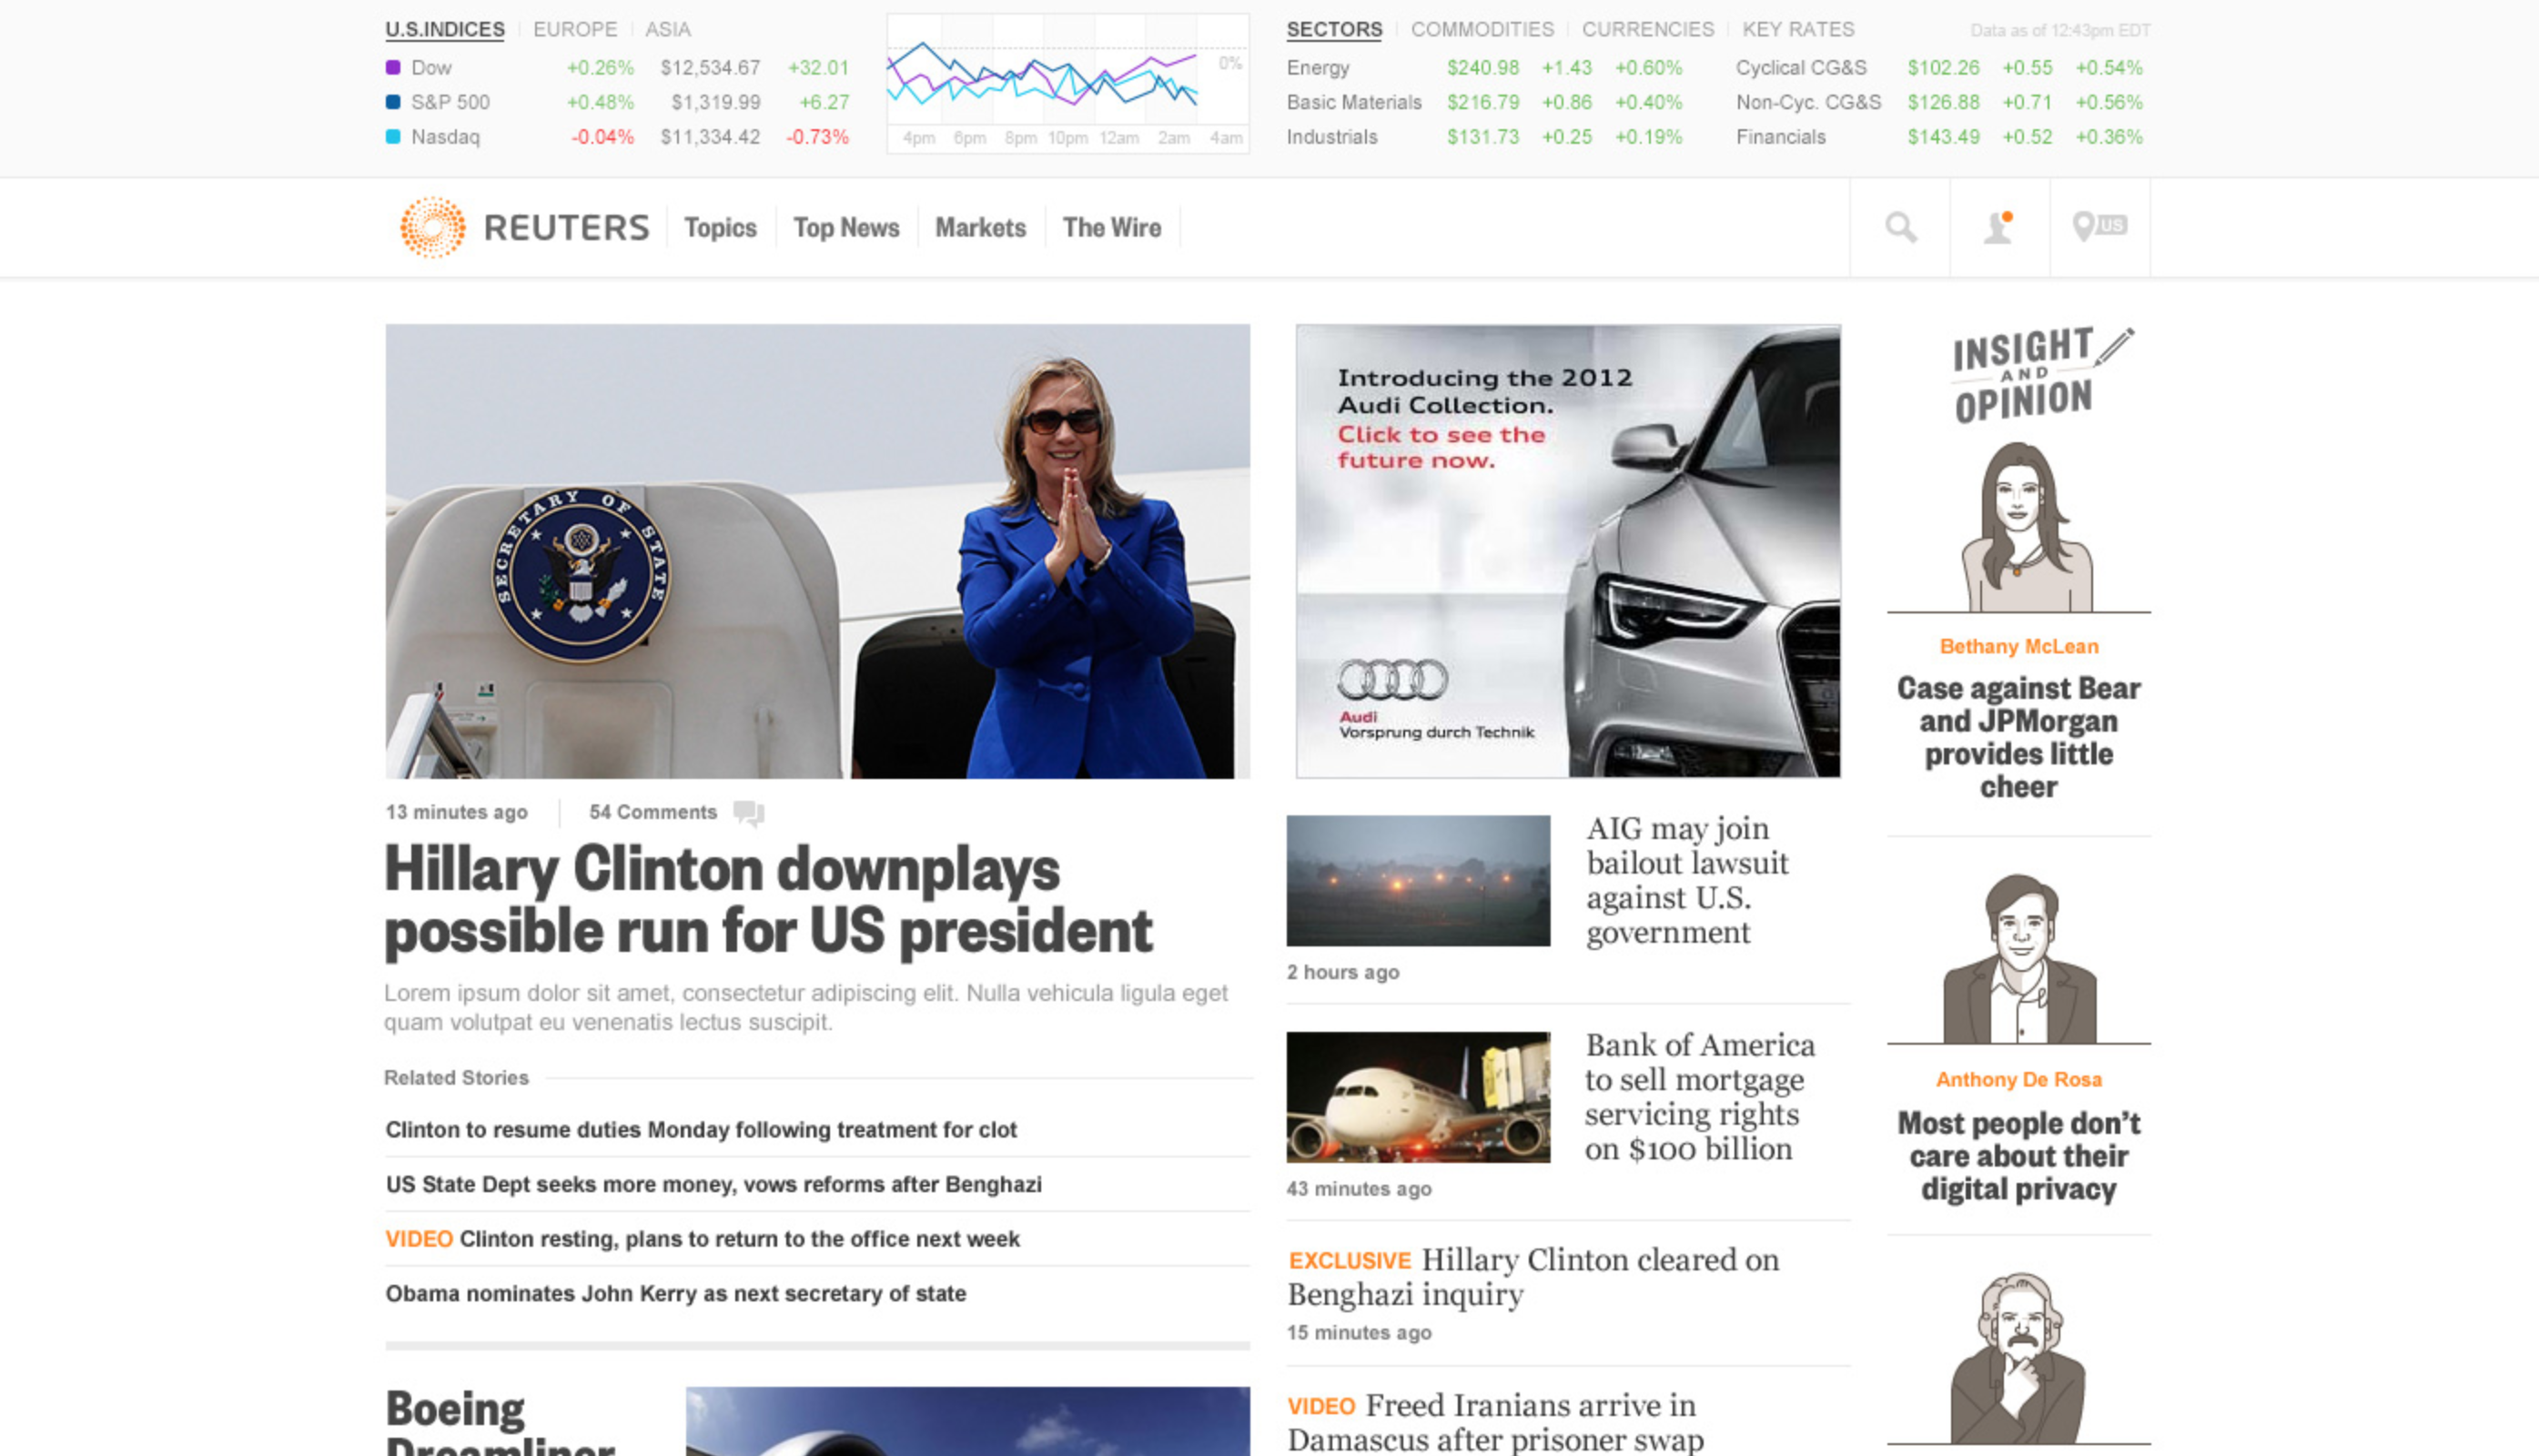 U.S.INDICES EUROPE ASIA
Dow +0.26% $12,534.67 +32.01
S&P 500 +0.48% $1,319.99 +6.27
Nasdaq -0.04% $11,334.42 -0.73%
0%
4pm 6pm 8pm 10pm 12am 2am 4am
SECTORS COMMODITIES CURRENCIES KEY RATES Data as of 12:43pm EDT
Energy $240.98 +1.43 +0.60% Cyclical CG&S $102.26 +0.55 +0.54%
Basic Materials $216.79 +0.86 +0.40% Non-Cyc. CG&S $126.88 +0.71 +0.56%
Industrials $131.73 +0.25 +0.19% Financials $143.49 +0.52 +0.36%
REUTERS Topics Top News Markets The Wire US
SECRETARY OF STATE
13 minutes ago 54 Comments
Hillary Clinton downplays
possible run for US president
Lorem ipsum dolor sit amet, consectetur adipiscing elit. Nulla vehicula ligula eget
quam volutpat eu venenatis lectus suscipit.
Related Stories
Clinton to resume duties Monday following treatment for clot
US State Dept seeks more money, vows reforms after Benghazi
VIDEO Clinton resting, plans to return to the office next week
Obama nominates John Kerry as next secretary of state
Boeing
Dreamliner
Introducing the 2012
Audi Collection.
Click to see the
future now.
Audi
Vorsprung durch Technik
AIG may join
bailout lawsuit
against U.S.
government
2 hours ago
Bank of America
to sell mortgage
servicing rights
on $100 billion
43 minutes ago
EXCLUSIVE Hillary Clinton cleared on
Benghazi inquiry
15 minutes ago
VIDEO Freed Iranians arrive in
Damascus after prisoner swap
INSIGHT
AND
OPINION
Bethany McLean
Case against Bear
and JPMorgan
provides little
cheer
Anthony De Rosa
Most people don't
care about their
digital privacy